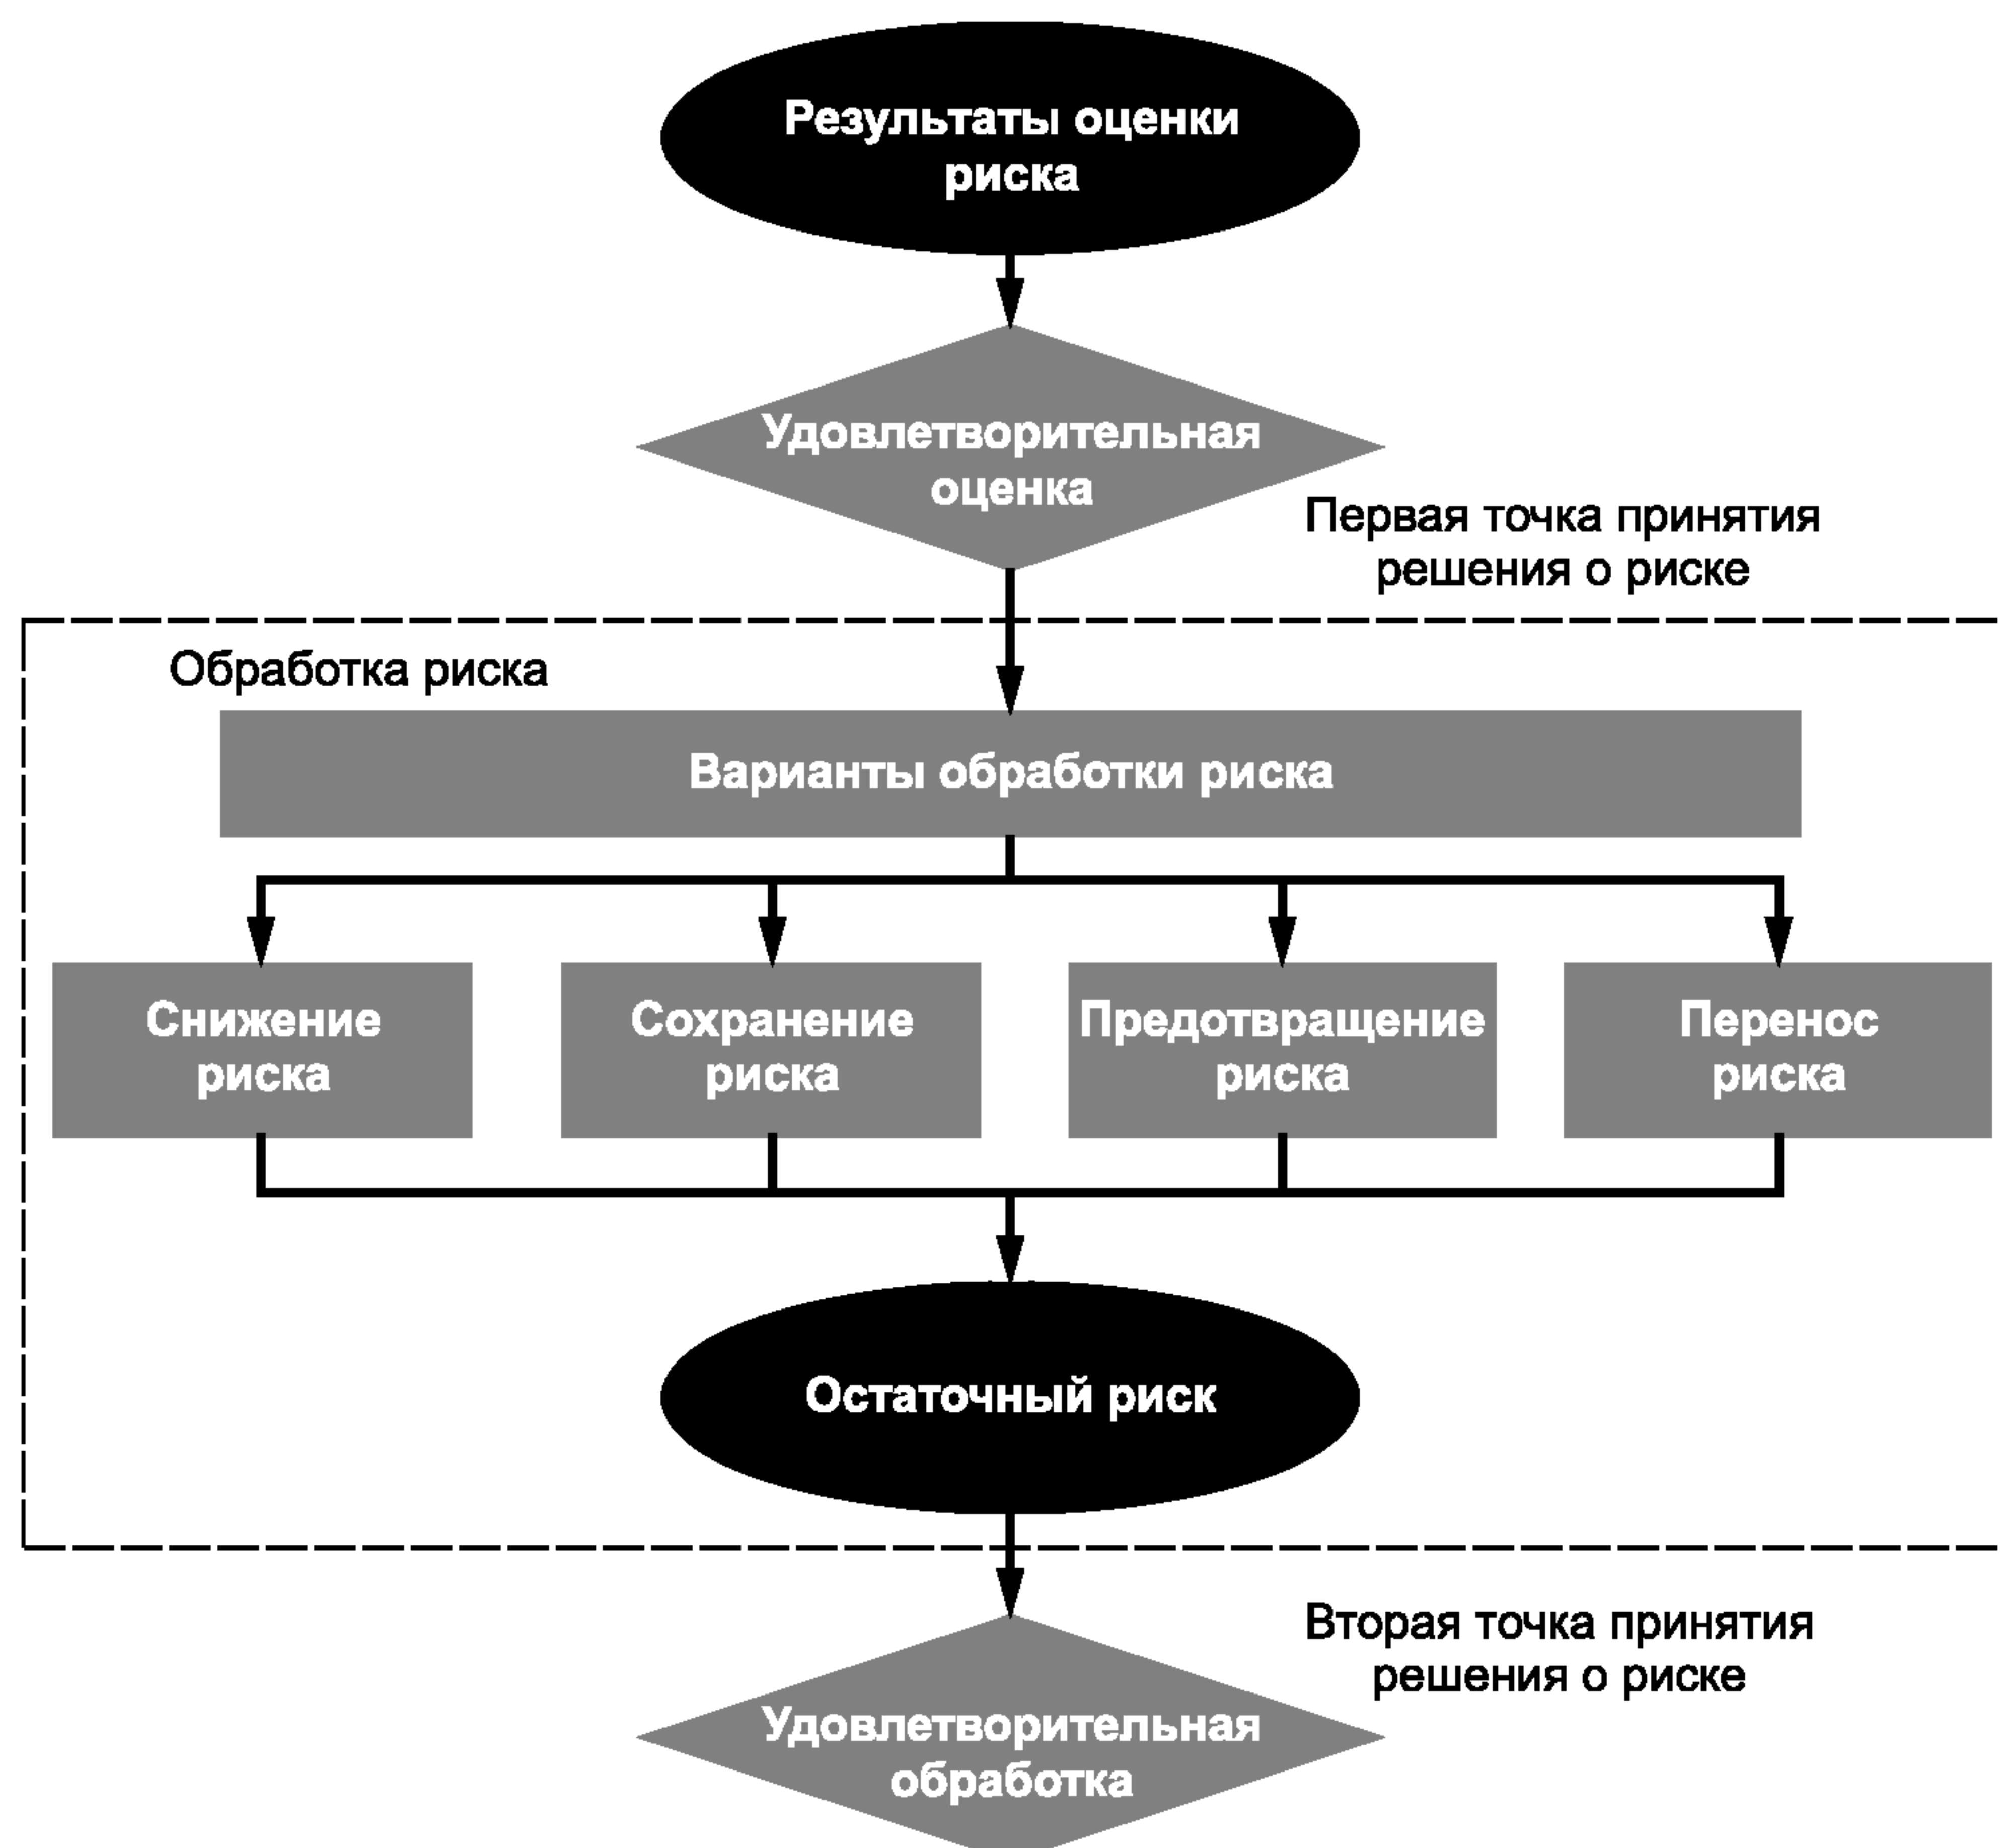 Результаты оценки
риска
Удовлетворительная
оценка
Первая точка принятия
решения о риске
Обработка риска
Варианты обработки риска
Снижение
риска
Сохранение
риска
Предотвращение
риска
Перенос
риска
Остаточный риск
Вторая точка принятия
решения о риске
Удовлетворительная
обработка